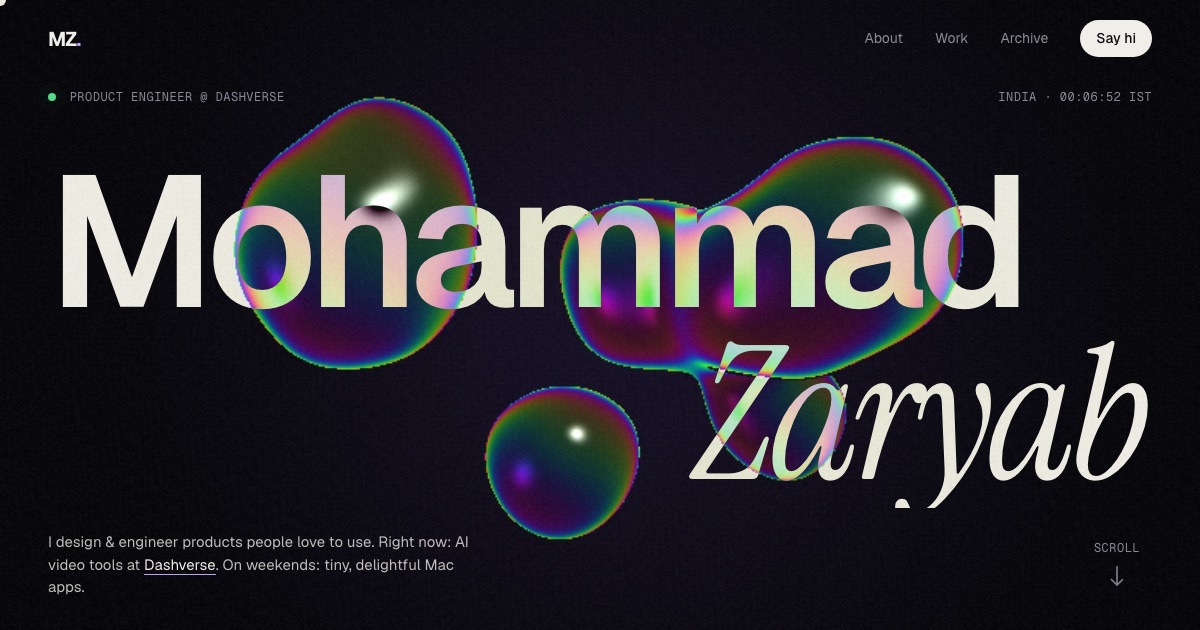 MZ.
About
Work
Archive
Say hi
PRODUCT ENGINEER @ DASHVERSE
INDIA · 00:06:52 IST
Mohammad
Zaryab
I design & engineer products people love to use. Right now: AI
video tools at Dashverse. On weekends: tiny, delightful Mac
apps.
SCROLL